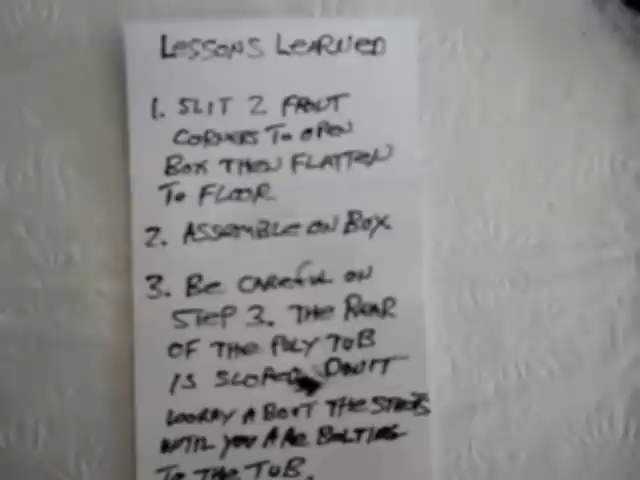 LESSONS LEARNED
1. SLIT 2 FRONT
CORNERS TO OPEN
BOX THEN FLATTEN
TO FLOOR
2. ASSEMBLE ON BOX
3. BE CAREFUL ON
STEP 3. THE REAR
OF THE POLY TUB
IS SLOPED DON'T
WORRY ABOUT THE
UNTIL YOU ARE BOLTING
TO THE TUB.